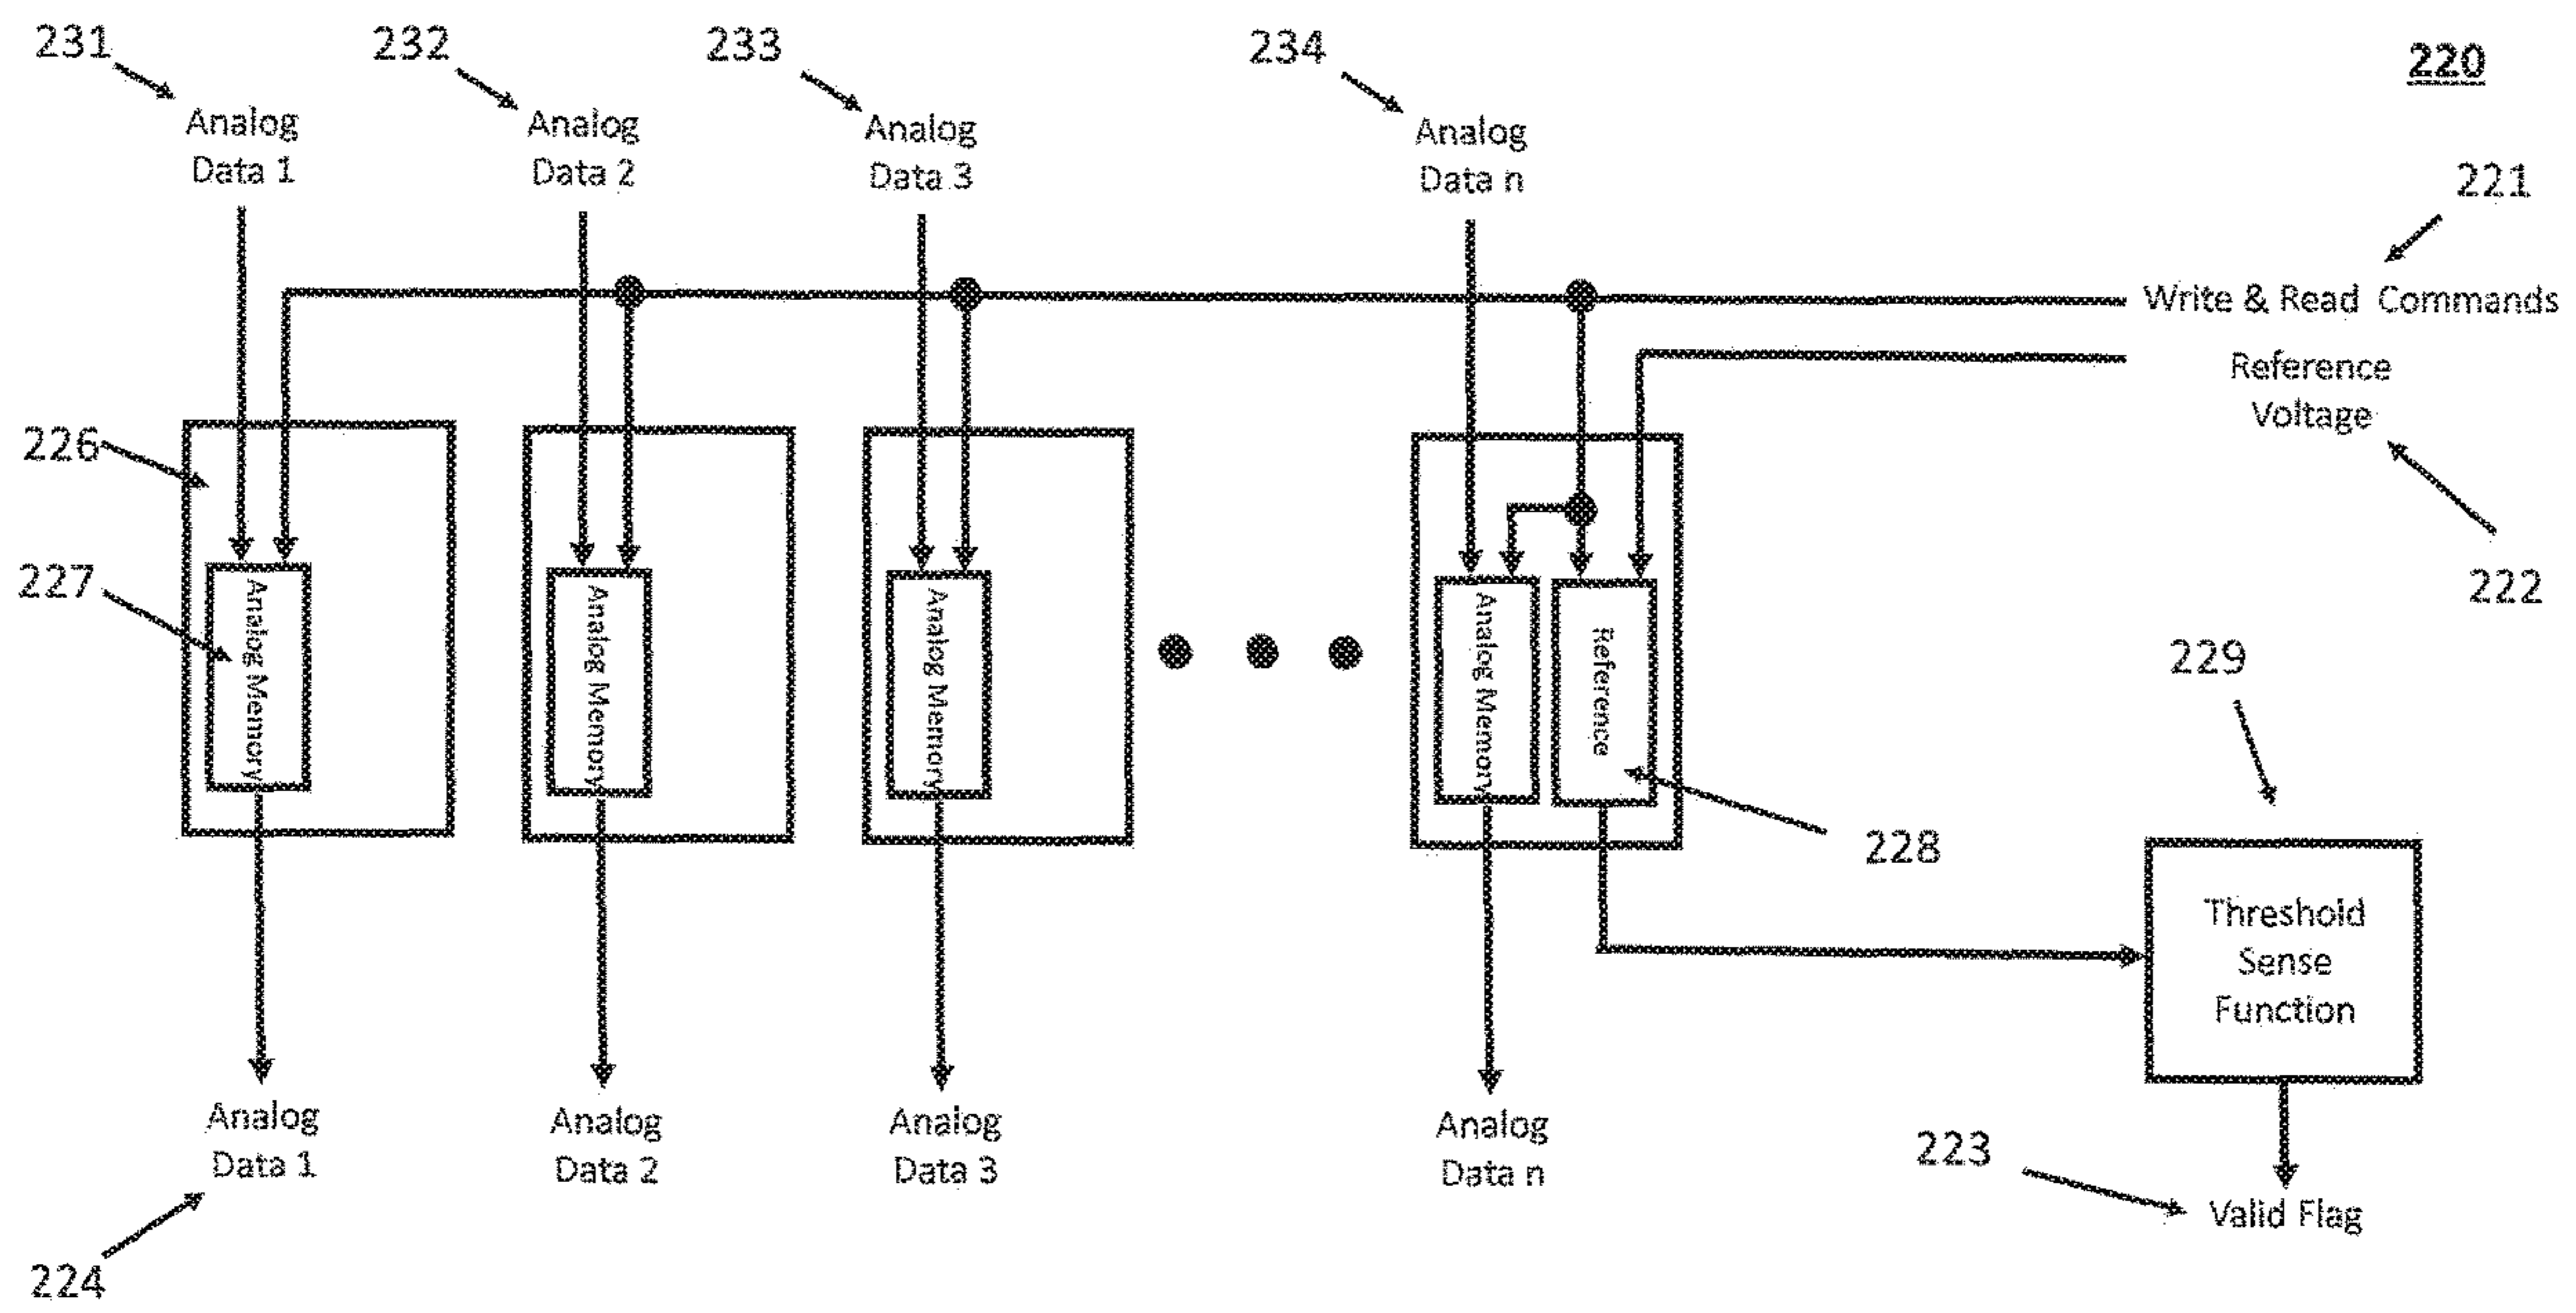 231
232
233
234
220
Analog
Data 1
Analog
Data 2
Analog
Data 3
Analog
Data n
221
Write & Read Commands
Reference
Voltage
222
226
227
Analog Memory
Analog Memory
Analog Memory
Analog Memory
Reference
228
229
Threshold
Sense
Function
Analog
Data 1
Analog
Data 2
Analog
Data 3
Analog
Data n
223
Valid Flag
224